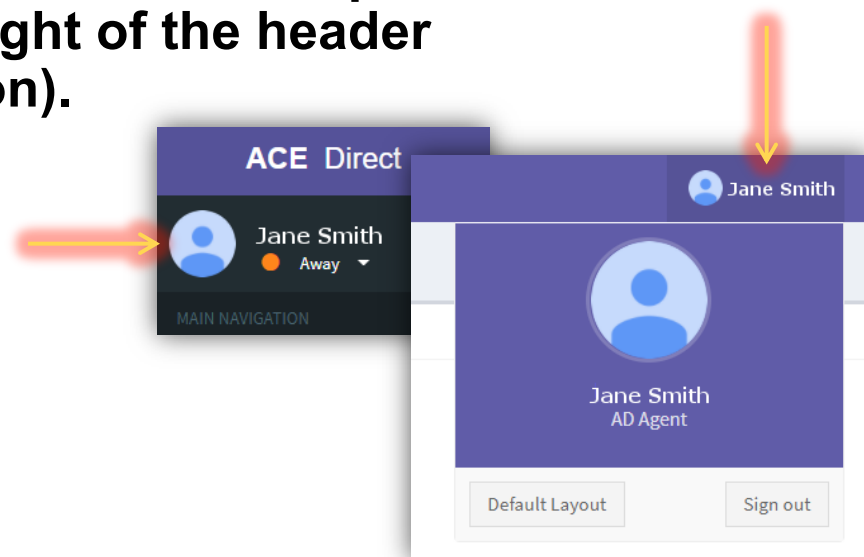 ght of the header
on).
ACE Direct
Jane Smith
Away
MAIN NAVIGATION
Jane Smith
Jane Smith
AD Agent
Default Layout
Sign out